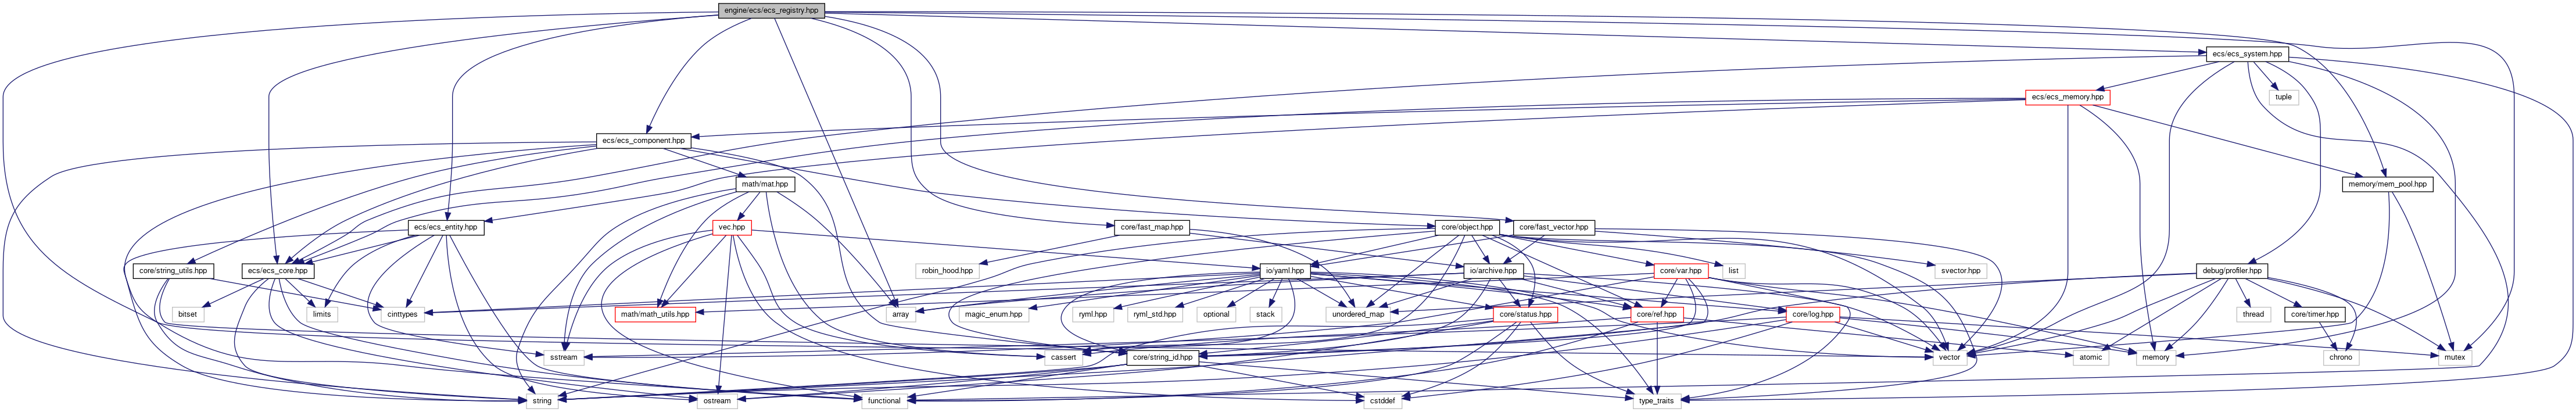 engine/ecs/ecs_registry.hpp
ecs/ecs_system.hpp
ecs/ecs_memory.hpp
tuple
ecs/ecs_component.hpp
math/mat.hpp
memory/mem_pool.hpp
ecs/ecs_entity.hpp
vec.hpp
core/fast_map.hpp
core/object.hpp
core/fast_vector.hpp
core/string_utils.hpp
ecs/ecs_core.hpp
robin_hood.hpp
io/yaml.hpp
io/archive.hpp
core/var.hpp
list
svector.hpp
debug/profiler.hpp
bitset
limits
cinttypes
math/math_utils.hpp
array
magic_enum.hpp
ryml.hpp
ryml_std.hpp
optional
stack
unordered_map
core/status.hpp
core/ref.hpp
core/log.hpp
thread
core/timer.hpp
sstream
cassert
core/string_id.hpp
vector
atomic
memory
chrono
mutex
string
ostream
functional
cstddef
type_traits